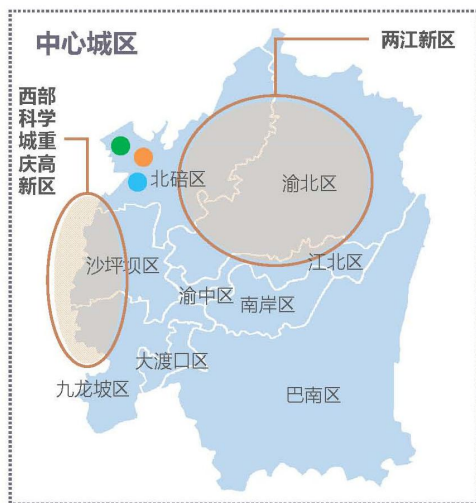 中心城区
两江新区
西部
科学
城重
庆高
新区
北碚区
渝北区
沙坪坝区
江北区
渝中区
南岸区
大渡口区
九龙坡区
巴南区